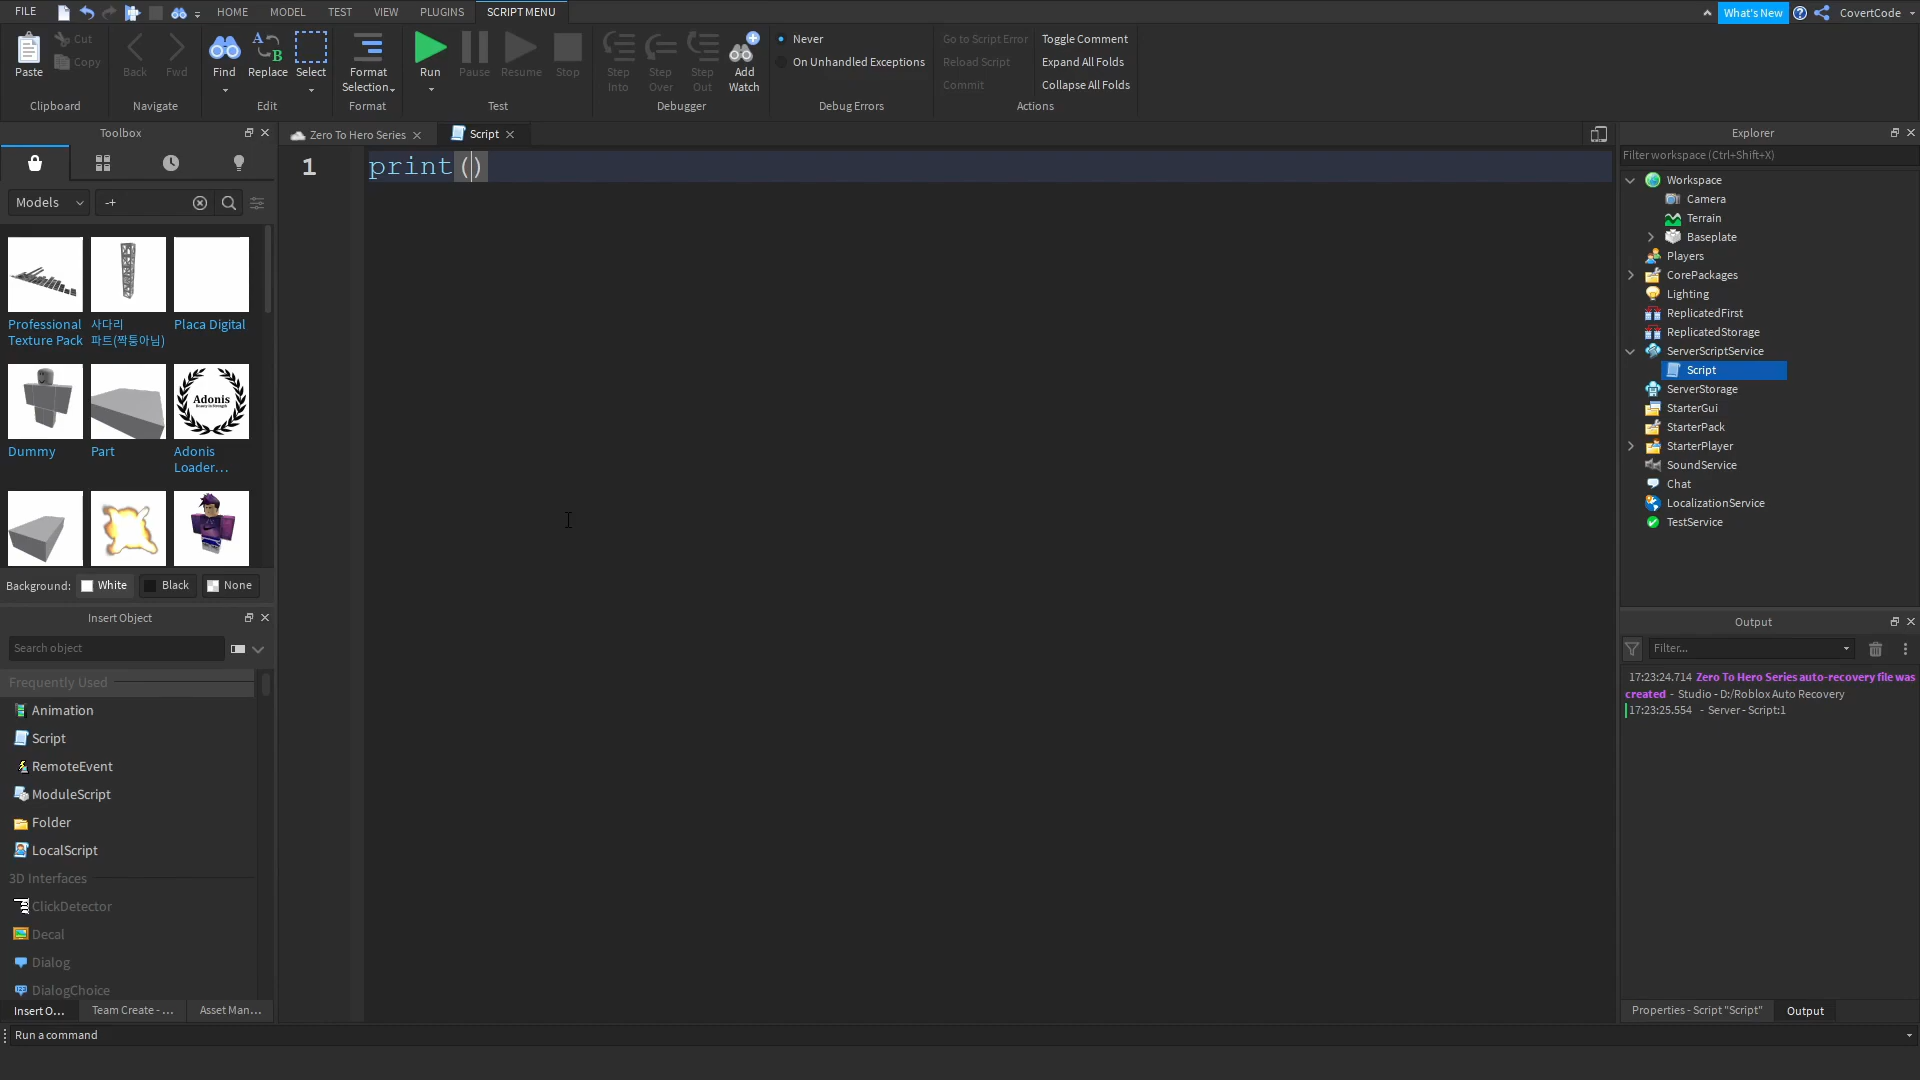 FILE HOME MODEL TEST VIEW PLUGINS SCRIPT MENU What's New CovertCode
Paste Cut Copy
Clipboard
Back Fwd
Navigate
Find Replace Select
Edit
Format Selection
Format
Run Pause Resume Stop
Test
Step Into Step Over Step Out Add Watch
Debugger
Never
On Unhandled Exceptions
Debug Errors
Go to Script Error Toggle Comment
Reload Script Expand All Folds
Commit Collapse All Folds
Actions
Toolbox
Models -+
Professional Texture Pack
사다리 파트(짝퉁아님)
Placa Digital
Dummy
Part
Adonis
Adonis Loader...
Background: White Black None
Insert Object
Search object
Frequently Used
Animation
Script
RemoteEvent
ModuleScript
Folder
LocalScript
3D Interfaces
ClickDetector
Decal
Dialog
DialogChoice
Insert O... Team Create - ... Asset Man...
Run a command
Zero To Hero Series Script
1 print()
Explorer
Filter workspace (Ctrl+Shift+X)
Workspace
Camera
Terrain
Baseplate
Players
CorePackages
Lighting
ReplicatedFirst
ReplicatedStorage
ServerScriptService
Script
ServerStorage
StarterGui
StarterPack
StarterPlayer
SoundService
Chat
LocalizationService
TestService
Output
Filter...
17:23:24.714 Zero To Hero Series auto-recovery file was
created - Studio - D:/Roblox Auto Recovery
17:23:25.554 - Server - Script:1
Properties - Script "Script" Output